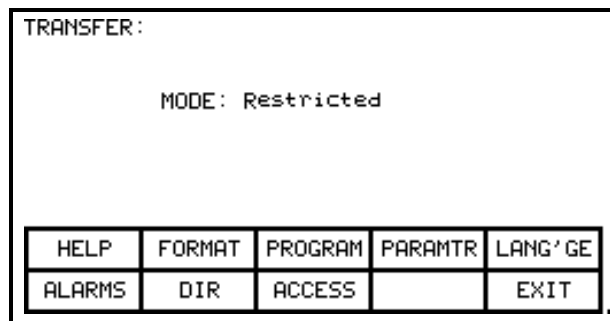 TRANSFER:
MODE: Restricted
HELP FORMAT PROGRAM PARAMTR LANG'GE
ALARMS DIR ACCESS EXIT